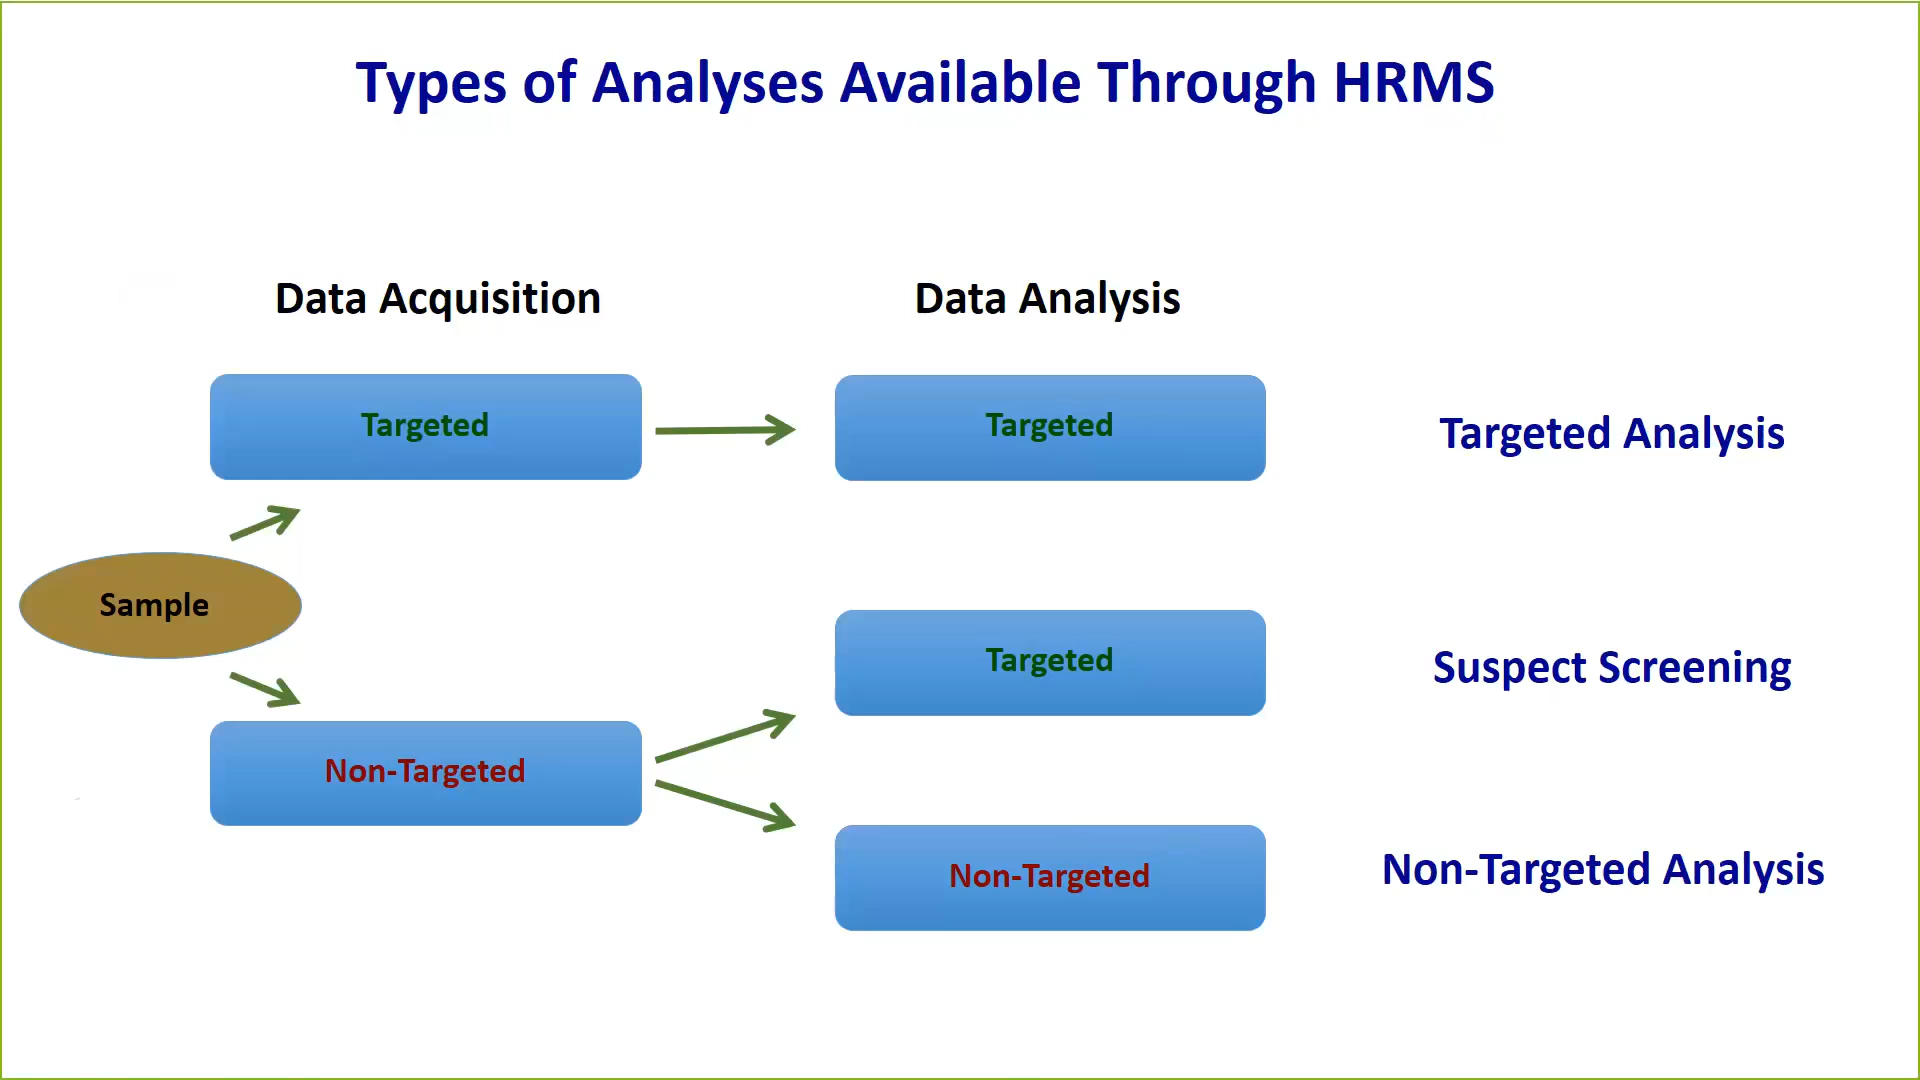 Types of Analyses Available Through HRMS
Data Acquisition
Data Analysis
Targeted
Targeted
Targeted Analysis
Sample
Targeted
Suspect Screening
Non-Targeted
Non-Targeted
Non-Targeted Analysis